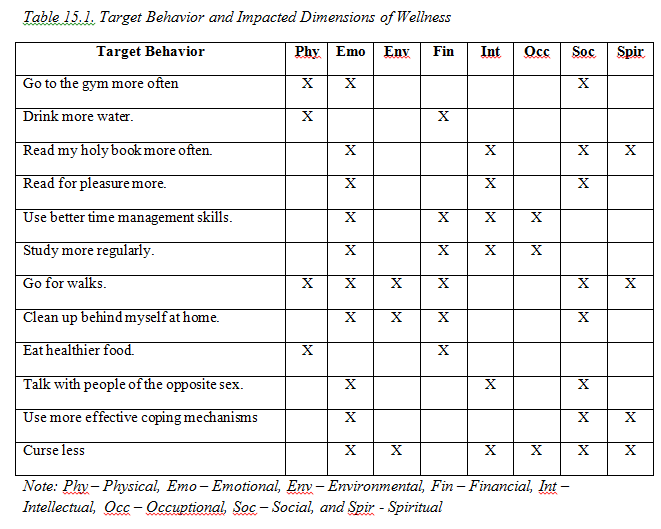 Table 15.1. Target Behavior and Impacted Dimensions of Wellness
Target Behavior Phy Emo Env Fin Int Occ Soc Spir
Go to the gym more often X X X
Drink more water. X X
Read my holy book more often. X X X X
Read for pleasure more. X X X
Use better time management skills. X X X X
Study more regularly. X X X X
Go for walks. X X X X X X
Clean up behind myself at home. X X X X
Eat healthier food. X X
Talk with people of the opposite sex. X X X
Use more effective coping mechanisms X X X
Curse less X X X X X X
Note: Phy – Physical, Emo – Emotional, Env – Environmental, Fin – Financial, Int –
Intellectual, Occ – Occuptional, Soc – Social, and Spir - Spiritual